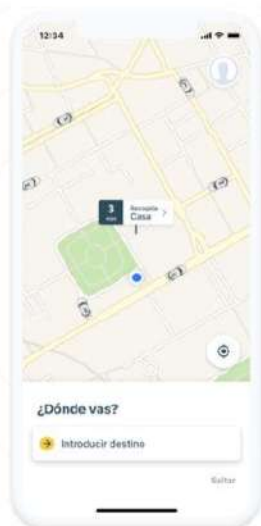 12:34
3
min
Recogida
Casa
¿Dónde vas?
Introducir destino
Saltar